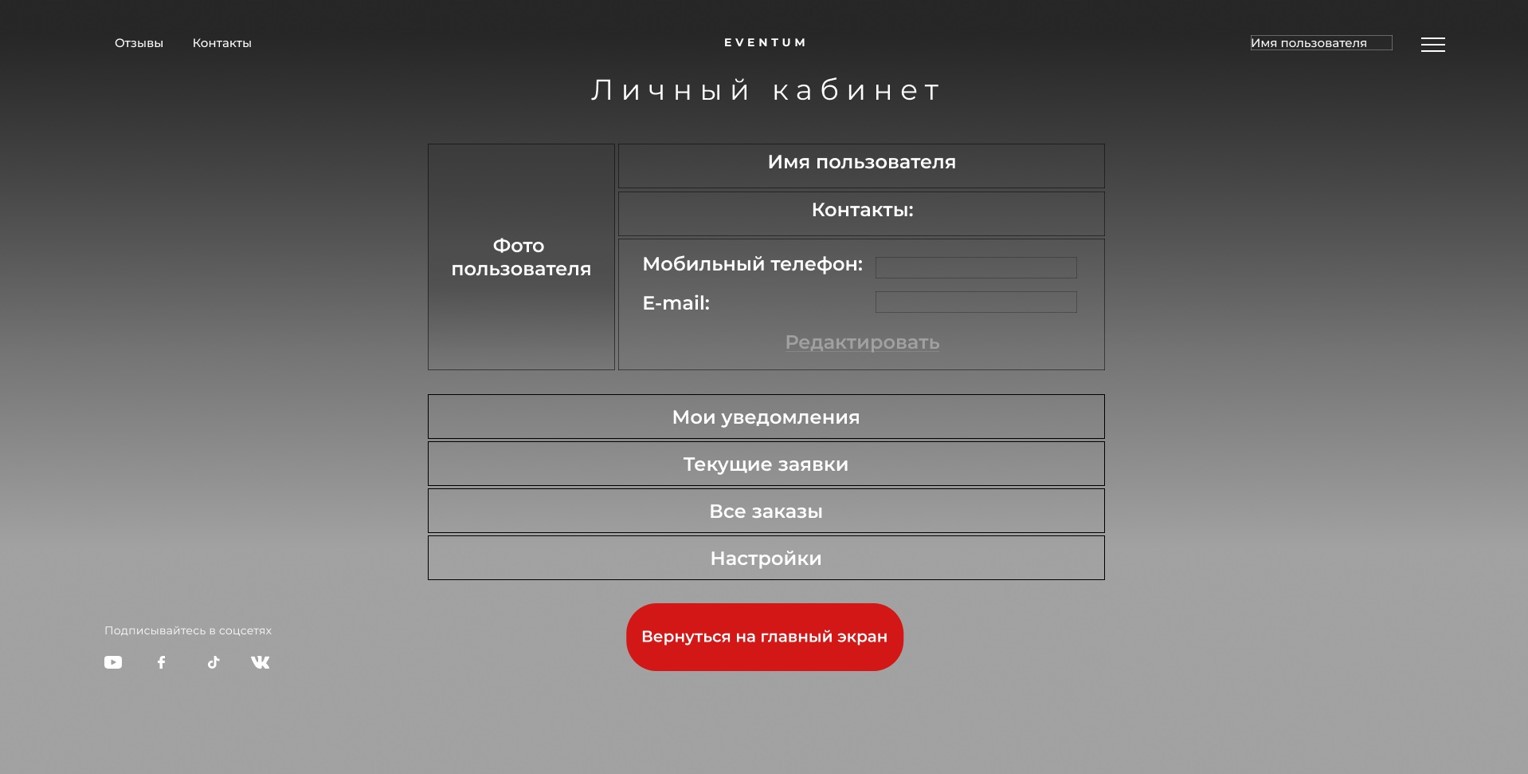 Отзывы
Контакты
EVENTUM
Имя пользователя
Личный кабинет
Фото
пользователя
Имя пользователя
Контакты:
Мобильный телефон:
E-mail:
Редактировать
Мои уведомления
Текущие заявки
Все заказы
Настройки
Вернуться на главный экран
Подписывайтесь в соцсетях